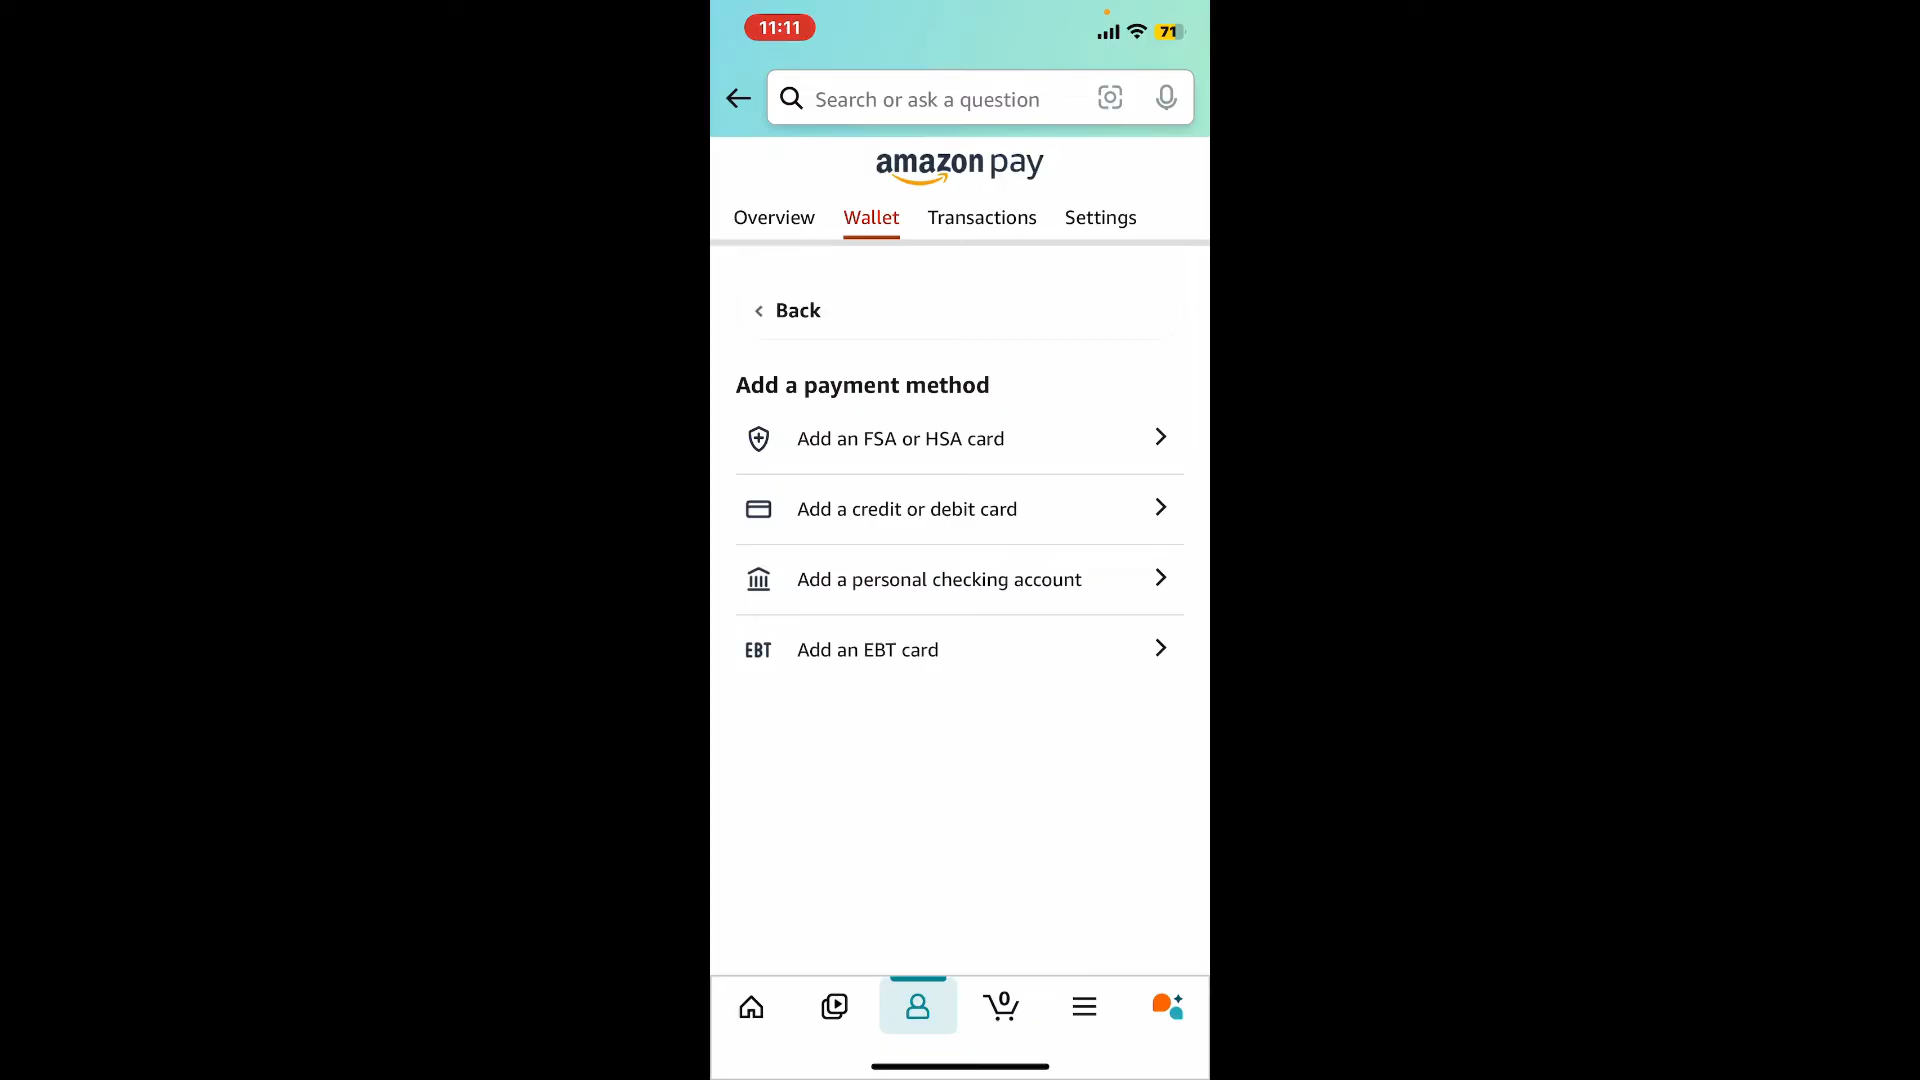 11:11
71
Search or ask a question
amazon pay
Overview Wallet Transactions Settings
Back
Add a payment method
Add an FSA or HSA card
Add a credit or debit card
Add a personal checking account
EBT Add an EBT card
0